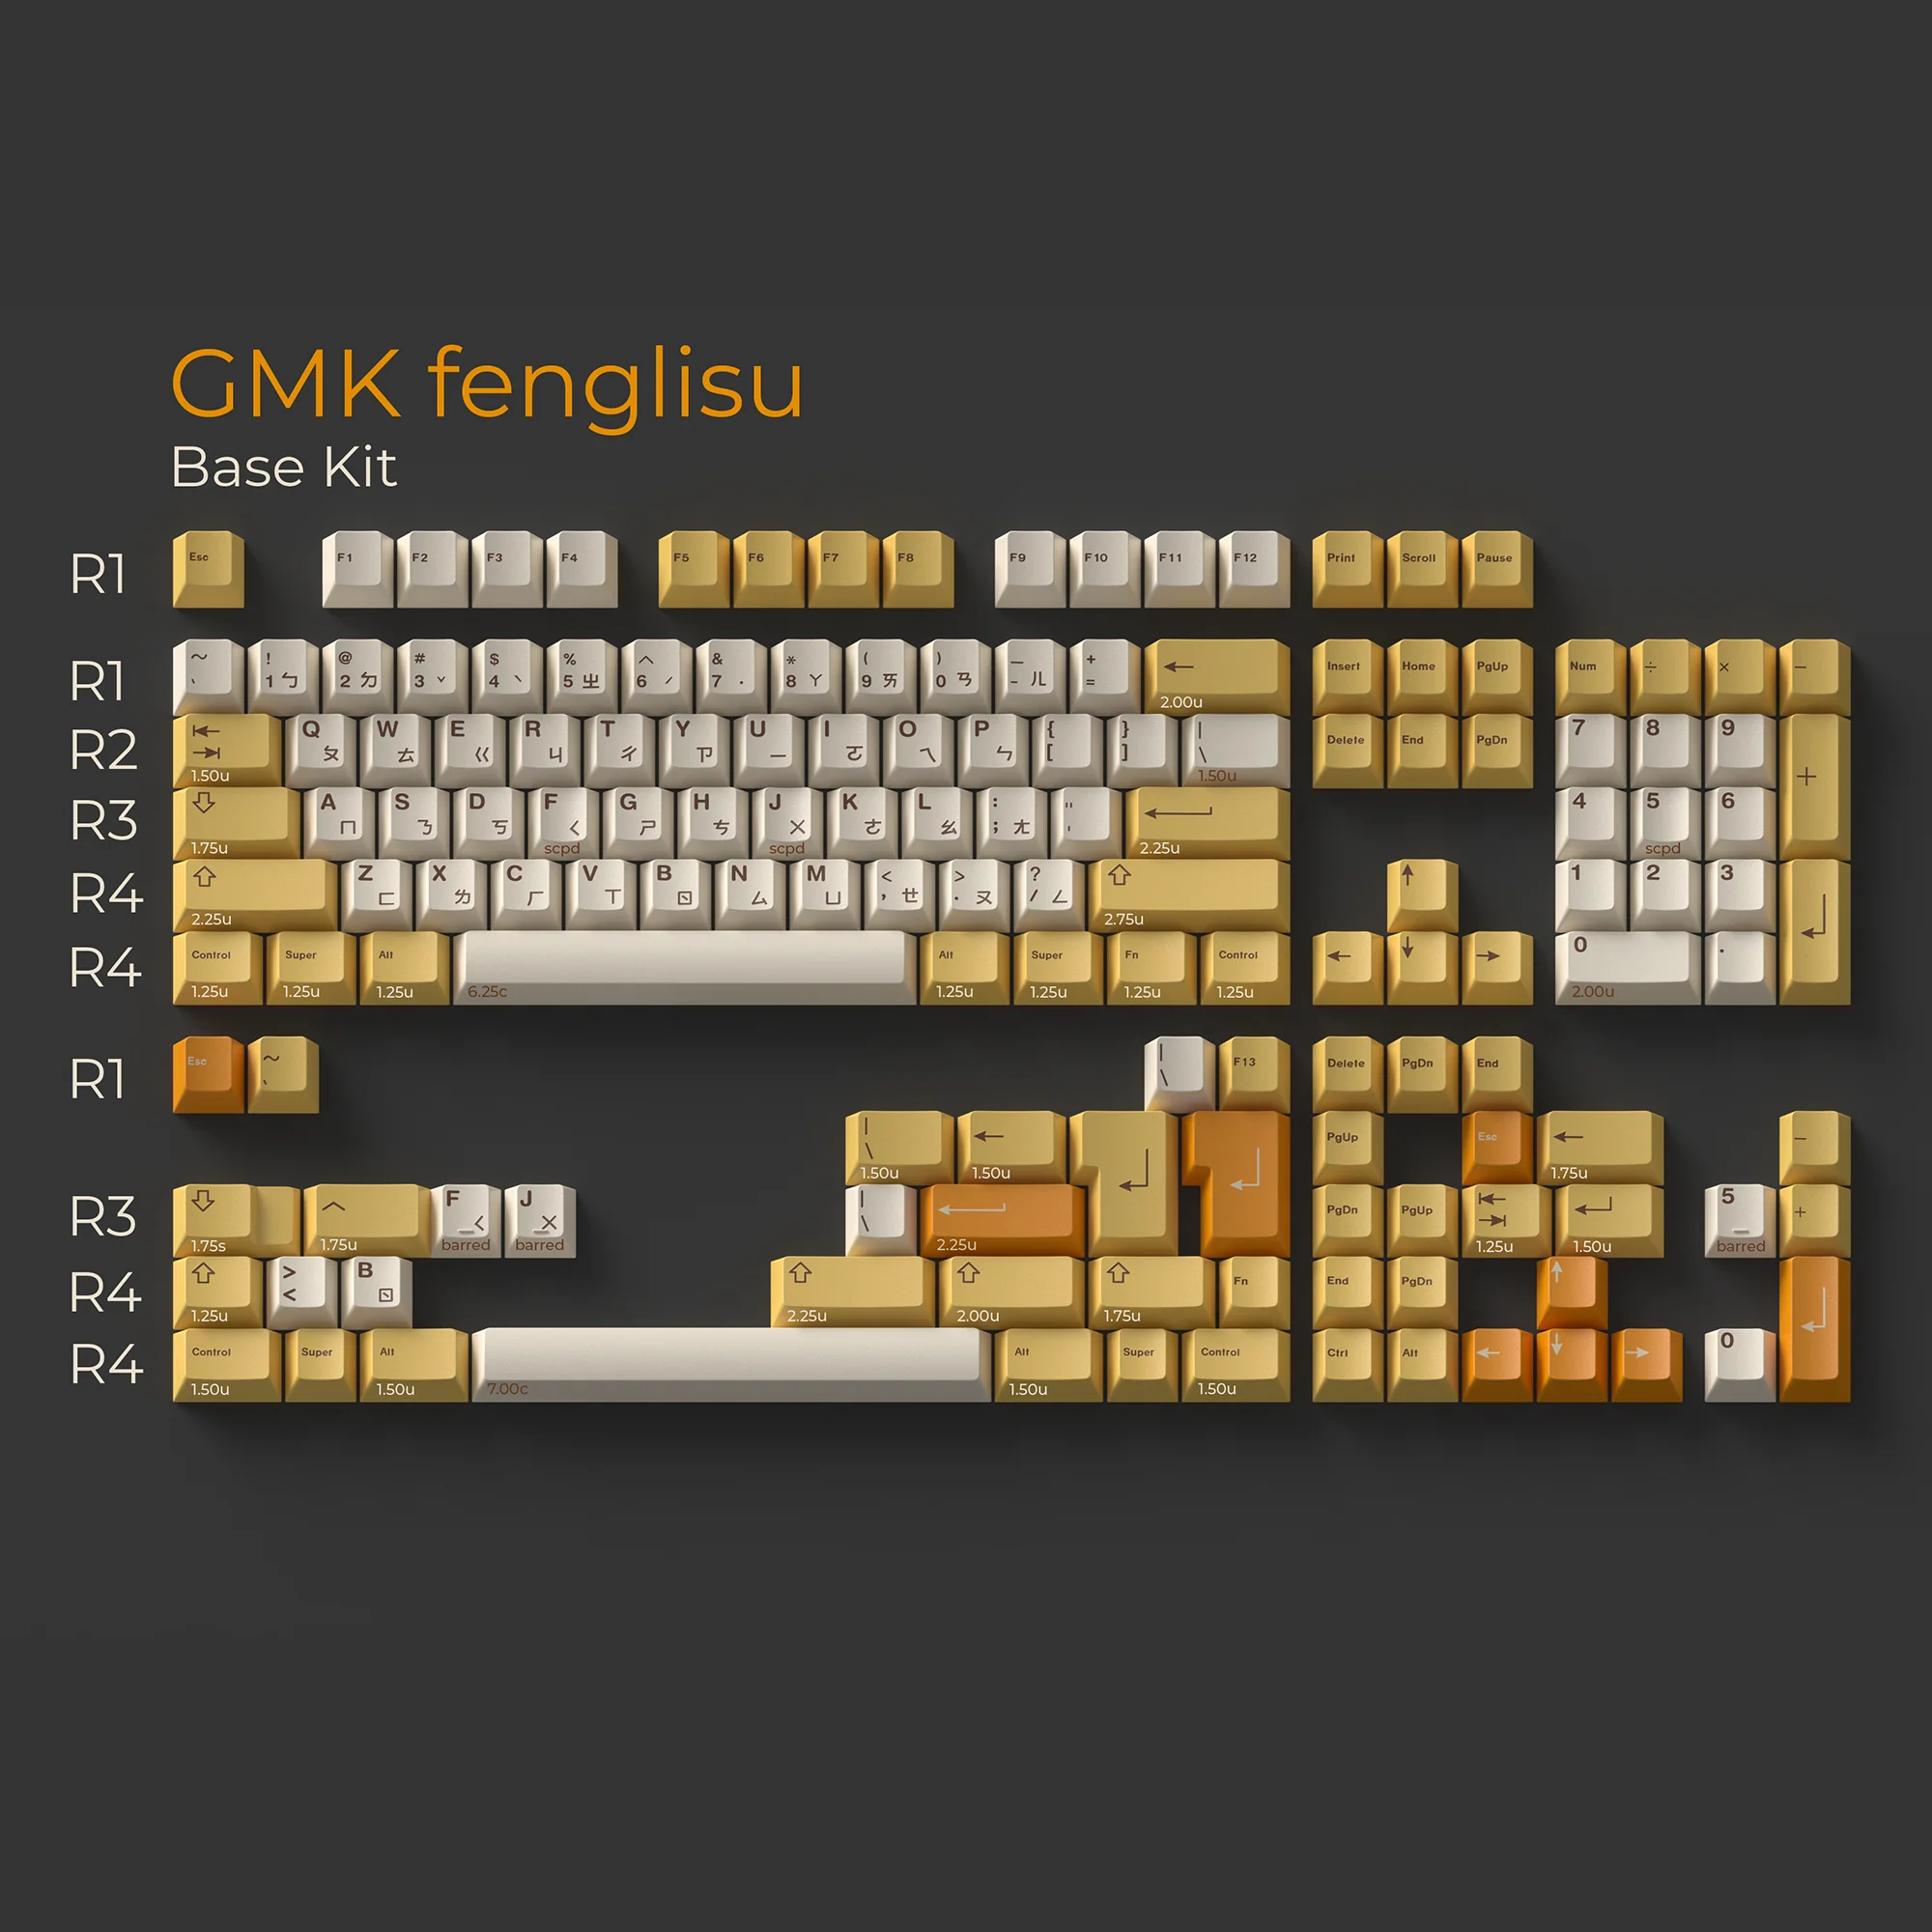 GMK fenglisu
Base Kit
R1 Esc F1 F2 F3 F4 F5 F6 F7 F8 F9 F10 F11 F12 Print Scroll Pause
R1 ~ ! @ # $ % ^ & * ( ) _ + ← Insert Home PgUp Num ÷ × −
` 1 ㄅ 2 ㄉ 3 ˇ 4 ˋ 5 ㄓ 6 ˊ 7 ˙ 8 ㄚ 9 ㄞ 0 ㄢ - ㄦ = 2.00u
R2 ⇤ Q W E R T Y U I O P { } | Delete End PgDn 7 8 9 +
⇥ ㄆ ㄊ ㄍ ㄐ ㄔ ㄗ ㄧ ㄛ ㄟ ㄣ [ ] \
1.50u 1.50u
R3 ⇩ A S D F G H J K L : " ↵ 4 5 6
ㄇ ㄋ ㄎ ㄑ ㄕ ㄘ ㄨ ㄜ ㄠ ; ㄤ '
1.75u scpd scpd 2.25u scpd
R4 ⇧ Z X C V B N M < > ? ⇧ ↑ 1 2 3 ↵
ㄈ ㄌ ㄏ ㄒ ㄖ ㄙ ㄩ , ㄝ . ㄡ / ㄥ
2.25u 2.75u
R4 Control Super Alt Alt Super Fn Control ← ↓ → 0 .
1.25u 1.25u 1.25u 6.25c 1.25u 1.25u 1.25u 1.25u 2.00u
R1 Esc ~ | F13 Delete PgDn End
` \
| ← ↵ ↵ PgUp Esc ← −
\
1.50u 1.50u 1.75u
R3 ⇩ ^ F J | ↵ PgDn PgUp ⇤ ↵ 5 +
ㄑ ㄨ \ ⇥
1.75s 1.75u barred barred 2.25u 1.25u 1.50u barred
R4 ⇧ > B ⇧ ⇧ ⇧ Fn End PgDn ↑ ↵
< ㄖ
1.25u 2.25u 2.00u 1.75u
R4 Control Super Alt Alt Super Control Ctrl Alt ← ↓ → 0
1.50u 1.50u 7.00c 1.50u 1.50u